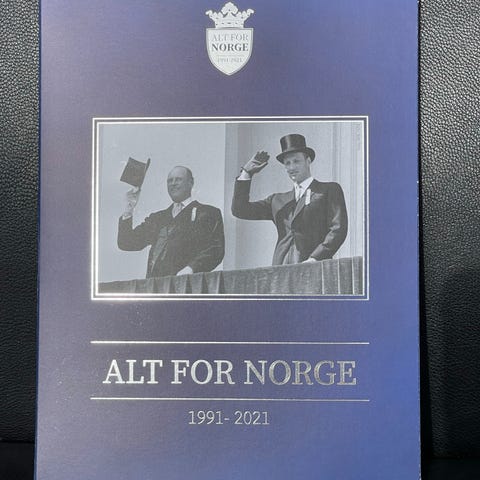 ALT FOR
NORGE
1991-2021
ALT FOR NORGE
1991- 2021